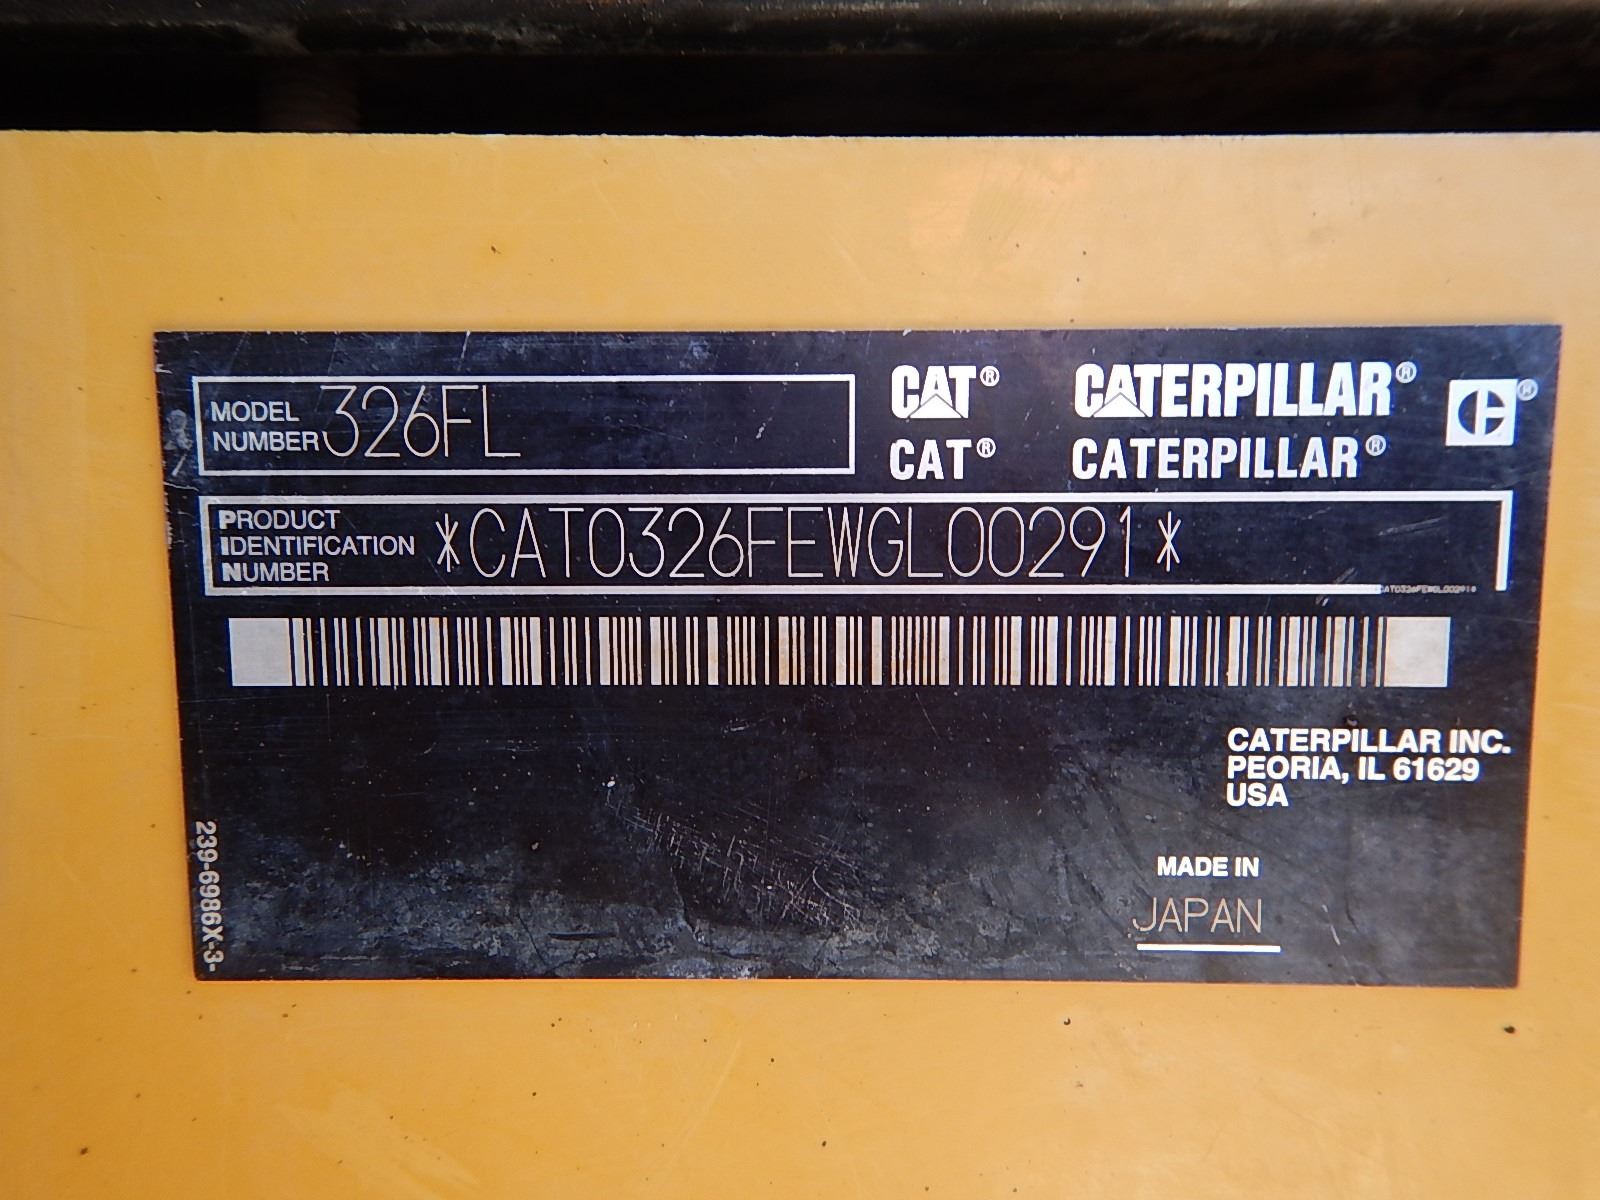 MODEL
NUMBER 326FL
CAT® CATERPILLAR®
CAT® CATERPILLAR®
PRODUCT
IDENTIFICATION
NUMBER *CAT0326FEWGL00291*
CATERPILLAR INC.
PEORIA, IL 61629
USA
MADE IN
JAPAN
239-6986X-3-